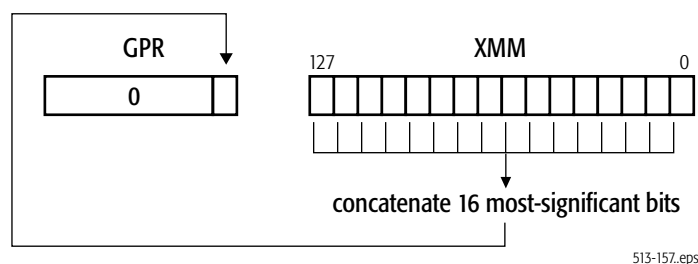 GPR XMM
127 0
0
concatenate 16 most-significant bits
513-157..eps